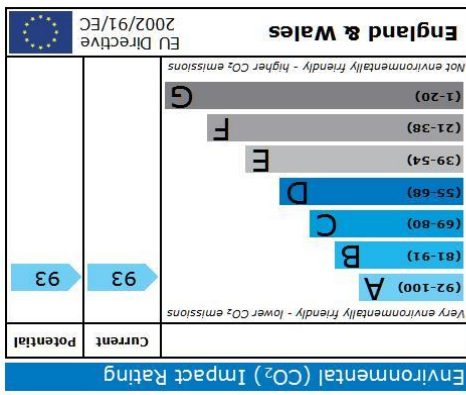 Environmental (CO₂) Impact Rating
Current Potential
Very environmentally friendly - lower CO₂ emissions
(92-100) A
(81-91) B
(69-80) C
(55-68) D
(39-54) E
(21-38) F
(1-20) G
93 93
Not environmentally friendly - higher CO₂ emissions
England & Wales
EU Directive
2002/91/EC